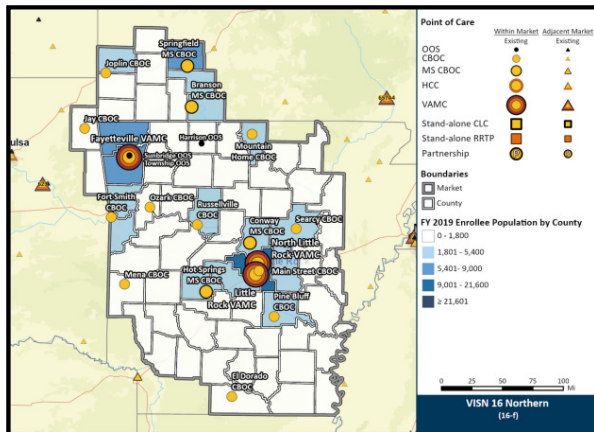 Springfield
MS CBOC
Joplin CBOC
Branson
MS CBOC
Jay CBOC
Fayetteville VAMC
Harrison OOS
Mountain
Home CBOC
ulsa
Sunbridge OOS
Township OOS
Fort Smith
CBOC
Ozark CBOC
Russellville
CBOC
Conway
MS CBOC
Searcy CBOC
North Little
Rock VAMC
Mena CBOC
Hot Springs
MS CBOC
Main Street CBOC
Little
Rock VAMC
Pine Bluff
CBOC
El Dorado
CBOC
Point of Care
Within Market
Adjacent Market
Existing
Existing
OOS
CBOC
MS CBOC
HCC
VAMC
Stand-alone CLC
Stand-alone RRTP
Partnership
P
P
Boundaries
Market
County
FY 2019 Enrollee Population by County
0 - 1,800
1,801 - 5,400
5,401 - 9,000
9,001 - 21,600
≥ 21,601
0 25 50 75 100
Mi
VISN 16 Northern
(16-f)